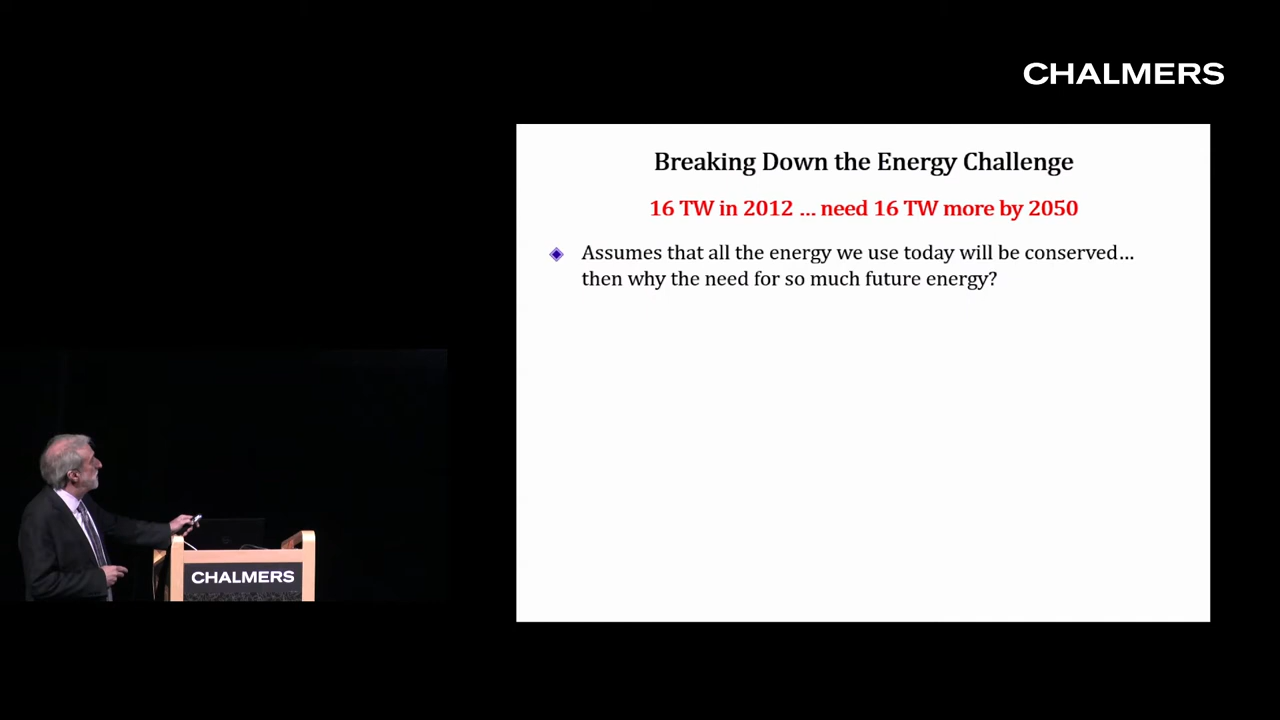 CHALMERS
Breaking Down the Energy Challenge
16 TW in 2012 ... need 16 TW more by 2050
Assumes that all the energy we use today will be conserved...
then why the need for so much future energy?
CHALMERS